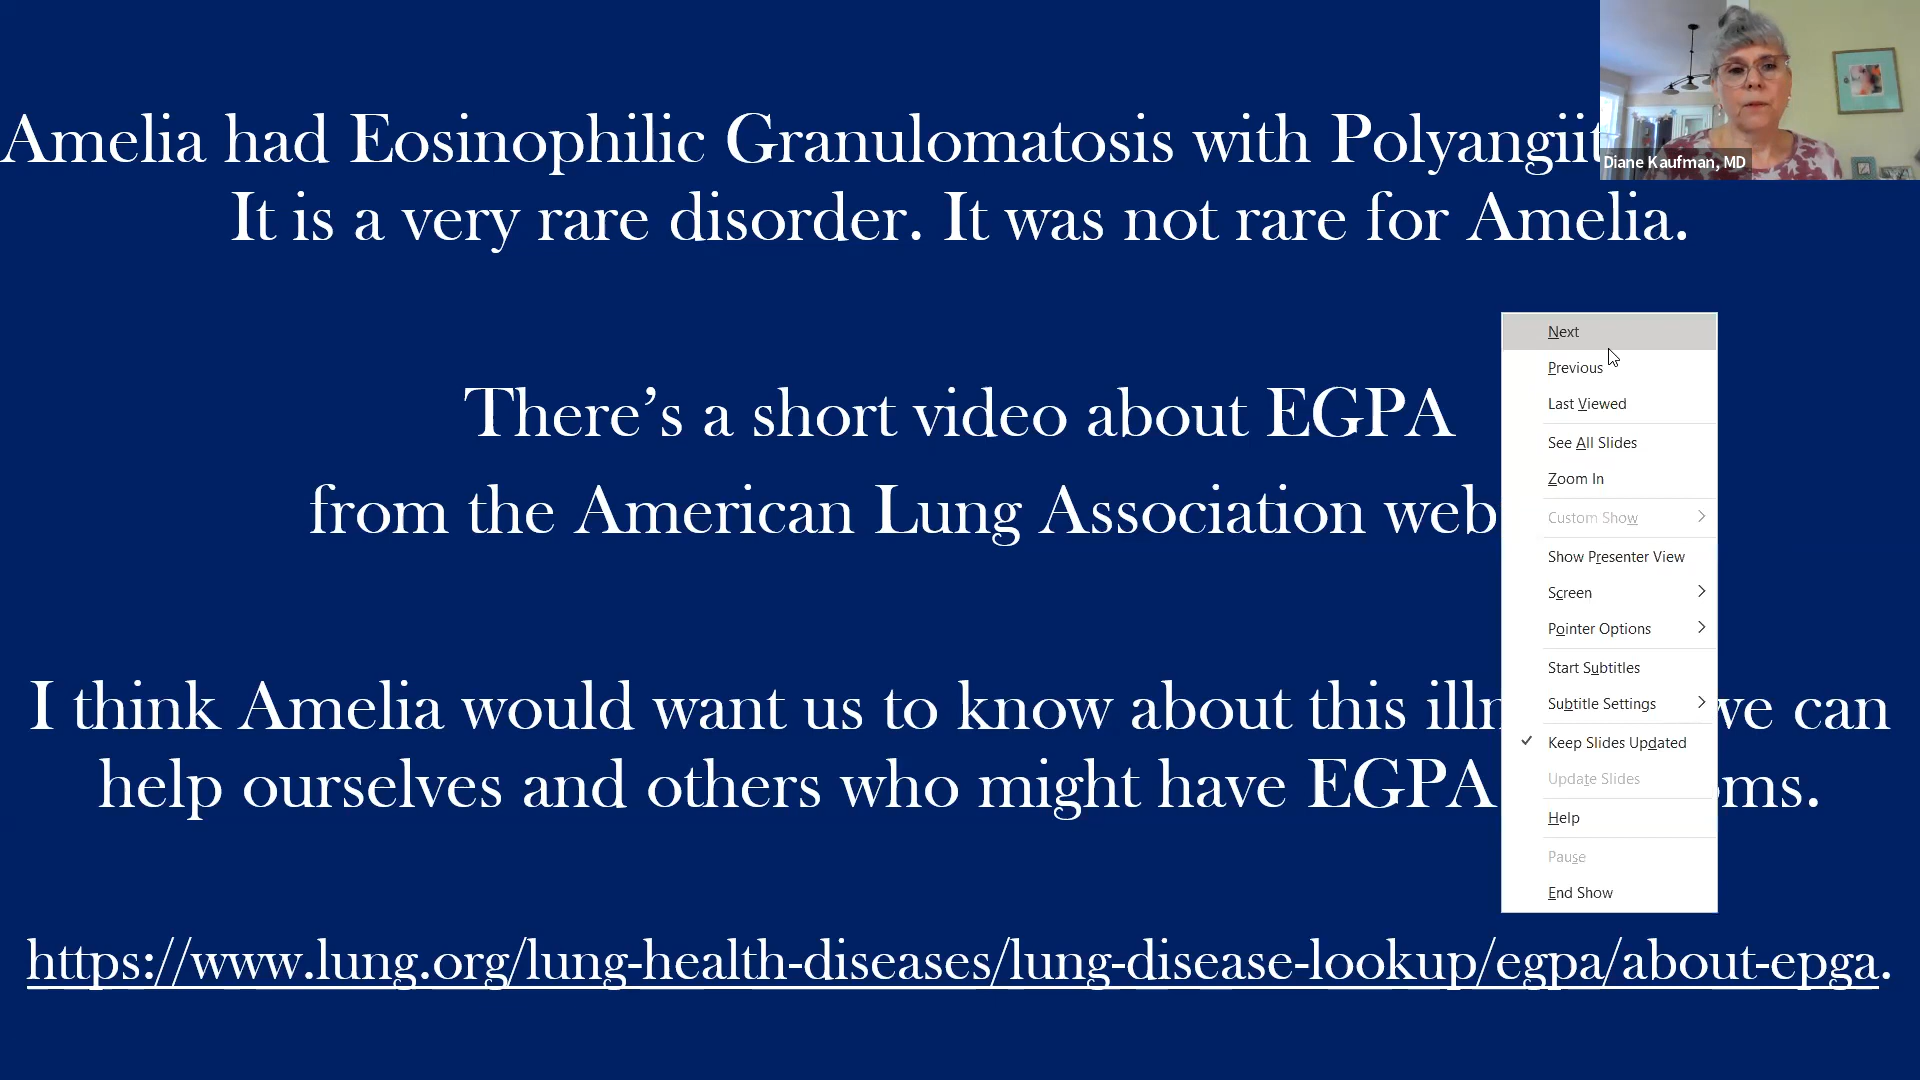 Amelia had Eosinophilic Granulomatosis with
Diane Kaufman, MD
It is a very rare disorder. It was not rare for Amelia.
There's a short video about EGPA
from the American Lung Association
I think Amelia would want us to know about this we can
help ourselves and others who might have EGPA
https://www.lung.org/lung-health-diseases/lung-disease-lookup/egpa/about-epga.
Next
Previous
Last Viewed
See All Slides
Zoom In
Custom Show
Show Presenter View
Screen
Pointer Options
Start Subtitles
Subtitle Settings
Keep Slides Updated
Update Slides
Help
Pause
End Show